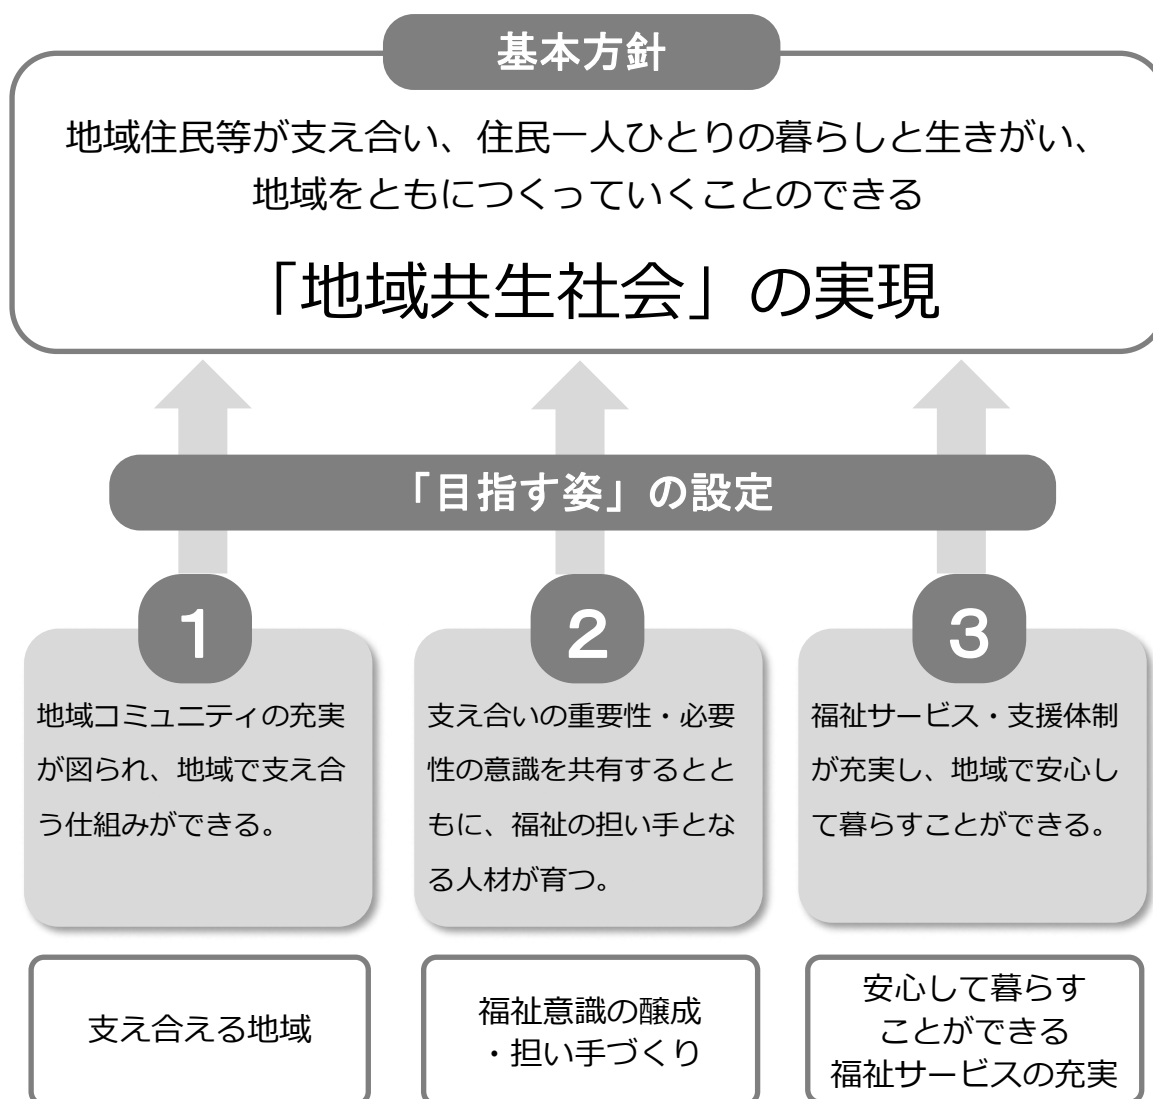 基本方針
地域住民等が支え合い、住民一人ひとりの暮らしと生きがい、
地域をともにつくっていくことのできる
「地域共生社会」の実現
「目指す姿」の設定
1
地域コミュニティの充実
が図られ、地域で支え合
う仕組みができる。
支え合える地域
2
支え合いの重要性・必要
性の意識を共有するとと
もに、福祉の担い手とな
る人材が育つ。
福祉意識の醸成
・担い手づくり
3
福祉サービス・支援体制
が充実し、地域で安心し
て暮らすことができる。
安心して暮らす
ことができる
福祉サービスの充実